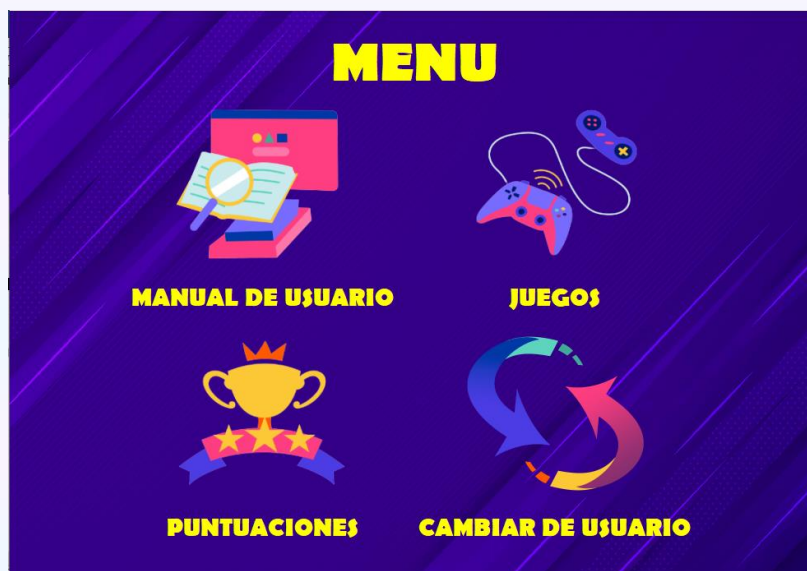 MENU
MANUAL DE USUARIO
JUEGOS
PUNTUACIONES
CAMBIAR DE USUARIO